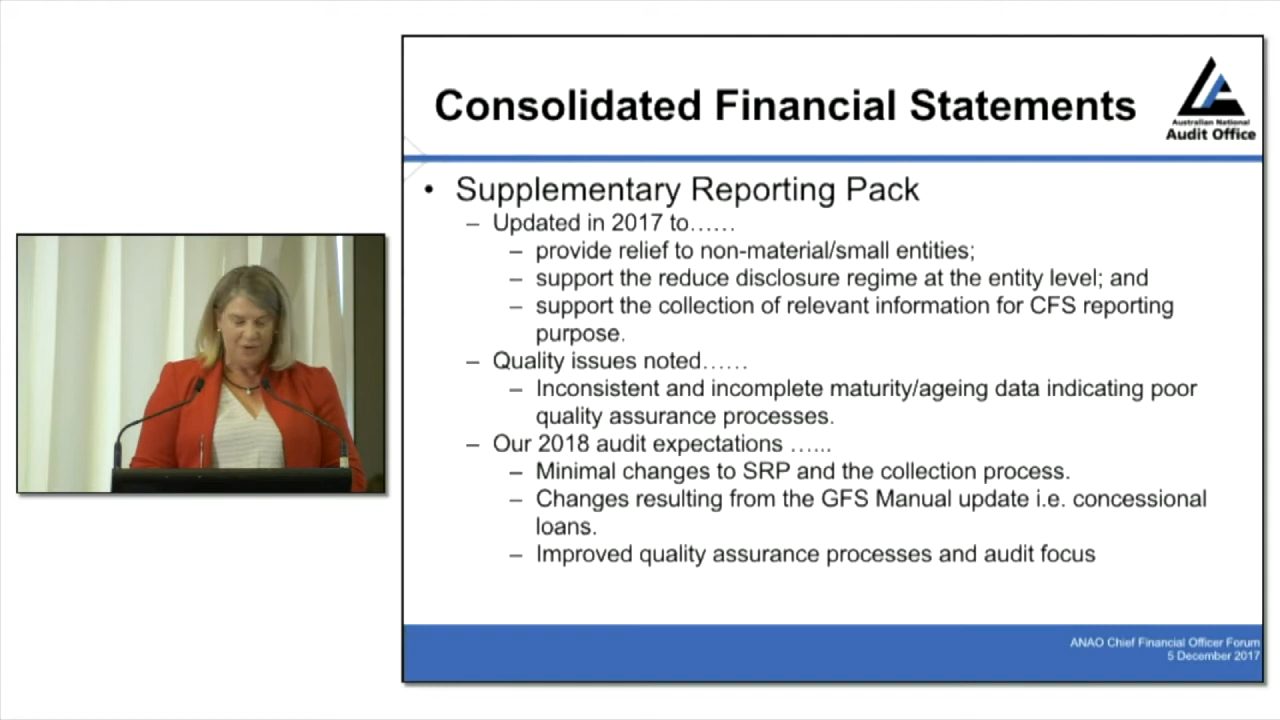 Consolidated Financial Statements
Australian National
Audit Office
• Supplementary Reporting Pack
– Updated in 2017 to……
– provide relief to non-material/small entities;
– support the reduce disclosure regime at the entity level; and
– support the collection of relevant information for CFS reporting
purpose.
– Quality issues noted……
– Inconsistent and incomplete maturity/ageing data indicating poor
quality assurance processes.
– Our 2018 audit expectations …...
– Minimal changes to SRP and the collection process.
– Changes resulting from the GFS Manual update i.e. concessional
loans.
– Improved quality assurance processes and audit focus
ANAO Chief Financial Officer Forum
5 December 2017